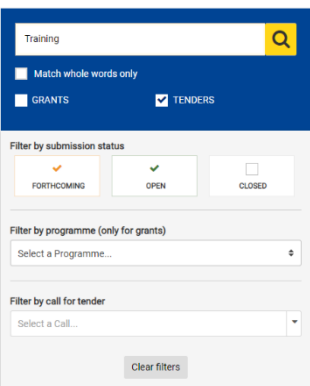 Training
Match whole words only
GRANTS TENDERS
Filter by submission status
FORTHCOMING OPEN CLOSED
Filter by programme (only for grants)
Select a Programme...
Filter by call for tender
Select a Call...
Clear filters